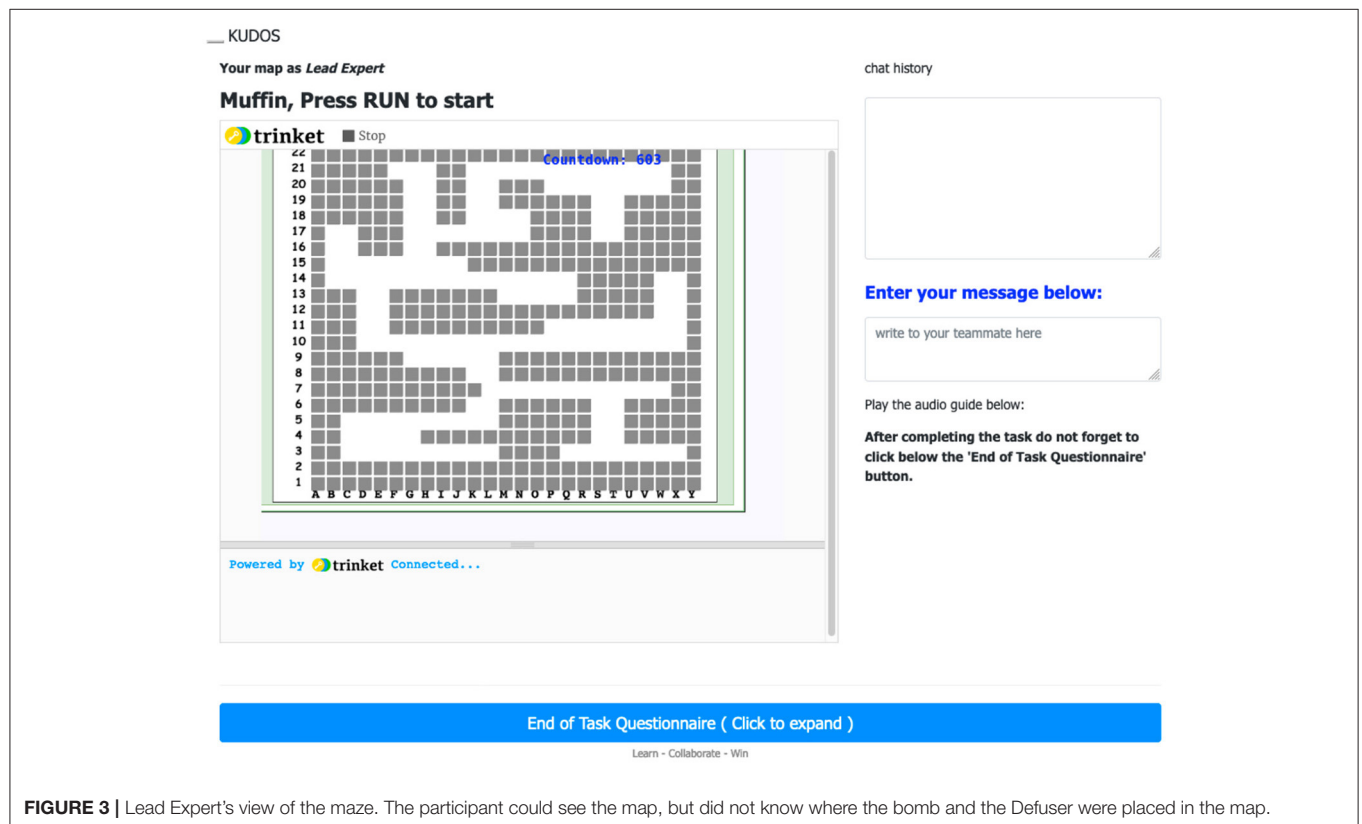 __ KUDOS
Your map as Lead Expert
Muffin, Press RUN to start
trinket Stop
22
Countdown: 603
21
20
19
18
17
16
15
14
13
12
11
10
9
8
7
6
5
4
3
2
1
A B C D E F G H I J K L M N O P Q R S T U V W X Y
Powered by trinket Connected...
chat history
Enter your message below:
write to your teammate here
Play the audio guide below:
After completing the task do not forget to
click below the 'End of Task Questionnaire'
button.
End of Task Questionnaire ( Click to expand )
Learn - Collaborate - Win
FIGURE 3 | Lead Expert's view of the maze. The participant could see the map, but did not know where the bomb and the Defuser were placed in the map.